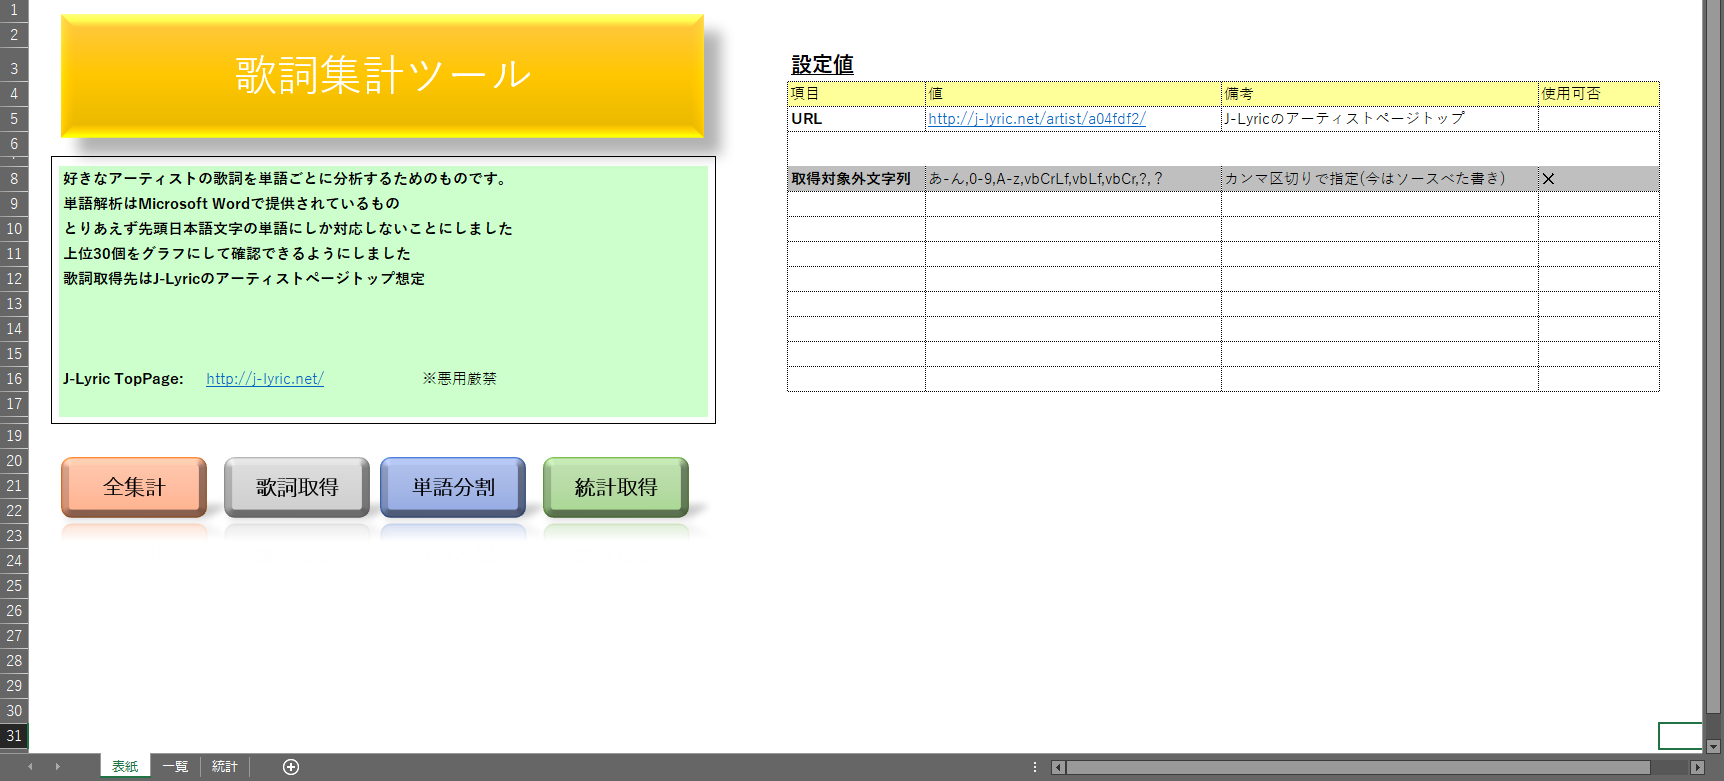 1
2
3
4
5
6
8
9
10
11
12
13
14
15
16
17
19
20
21
22
23
24
25
26
27
28
29
30
31
歌詞集計ツール
好きなアーティストの歌詞を単語ごとに分析するためのものです。
単語解析はMicrosoft Wordで提供されているもの
とりあえず先頭日本語文字の単語にしか対応しないことにしました
上位30個をグラフにして確認できるようにしました
歌詞取得先はJ-Lyricのアーティストページトップ想定
J-Lyric TopPage: http://j-lyric.net/ ※悪用厳禁
全集計 歌詞取得 単語分割 統計取得
設定値
項目 値 備考 使用可否
URL http://j-lyric.net/artist/a04fdf2/ J-Lyricのアーティストページトップ
取得対象外文字列 あ-ん,0-9,A-z,vbCrLf,vbLf,vbCr,?,？ カンマ区切りで指定(今はソースべた書き) ×
表紙 一覧 統計